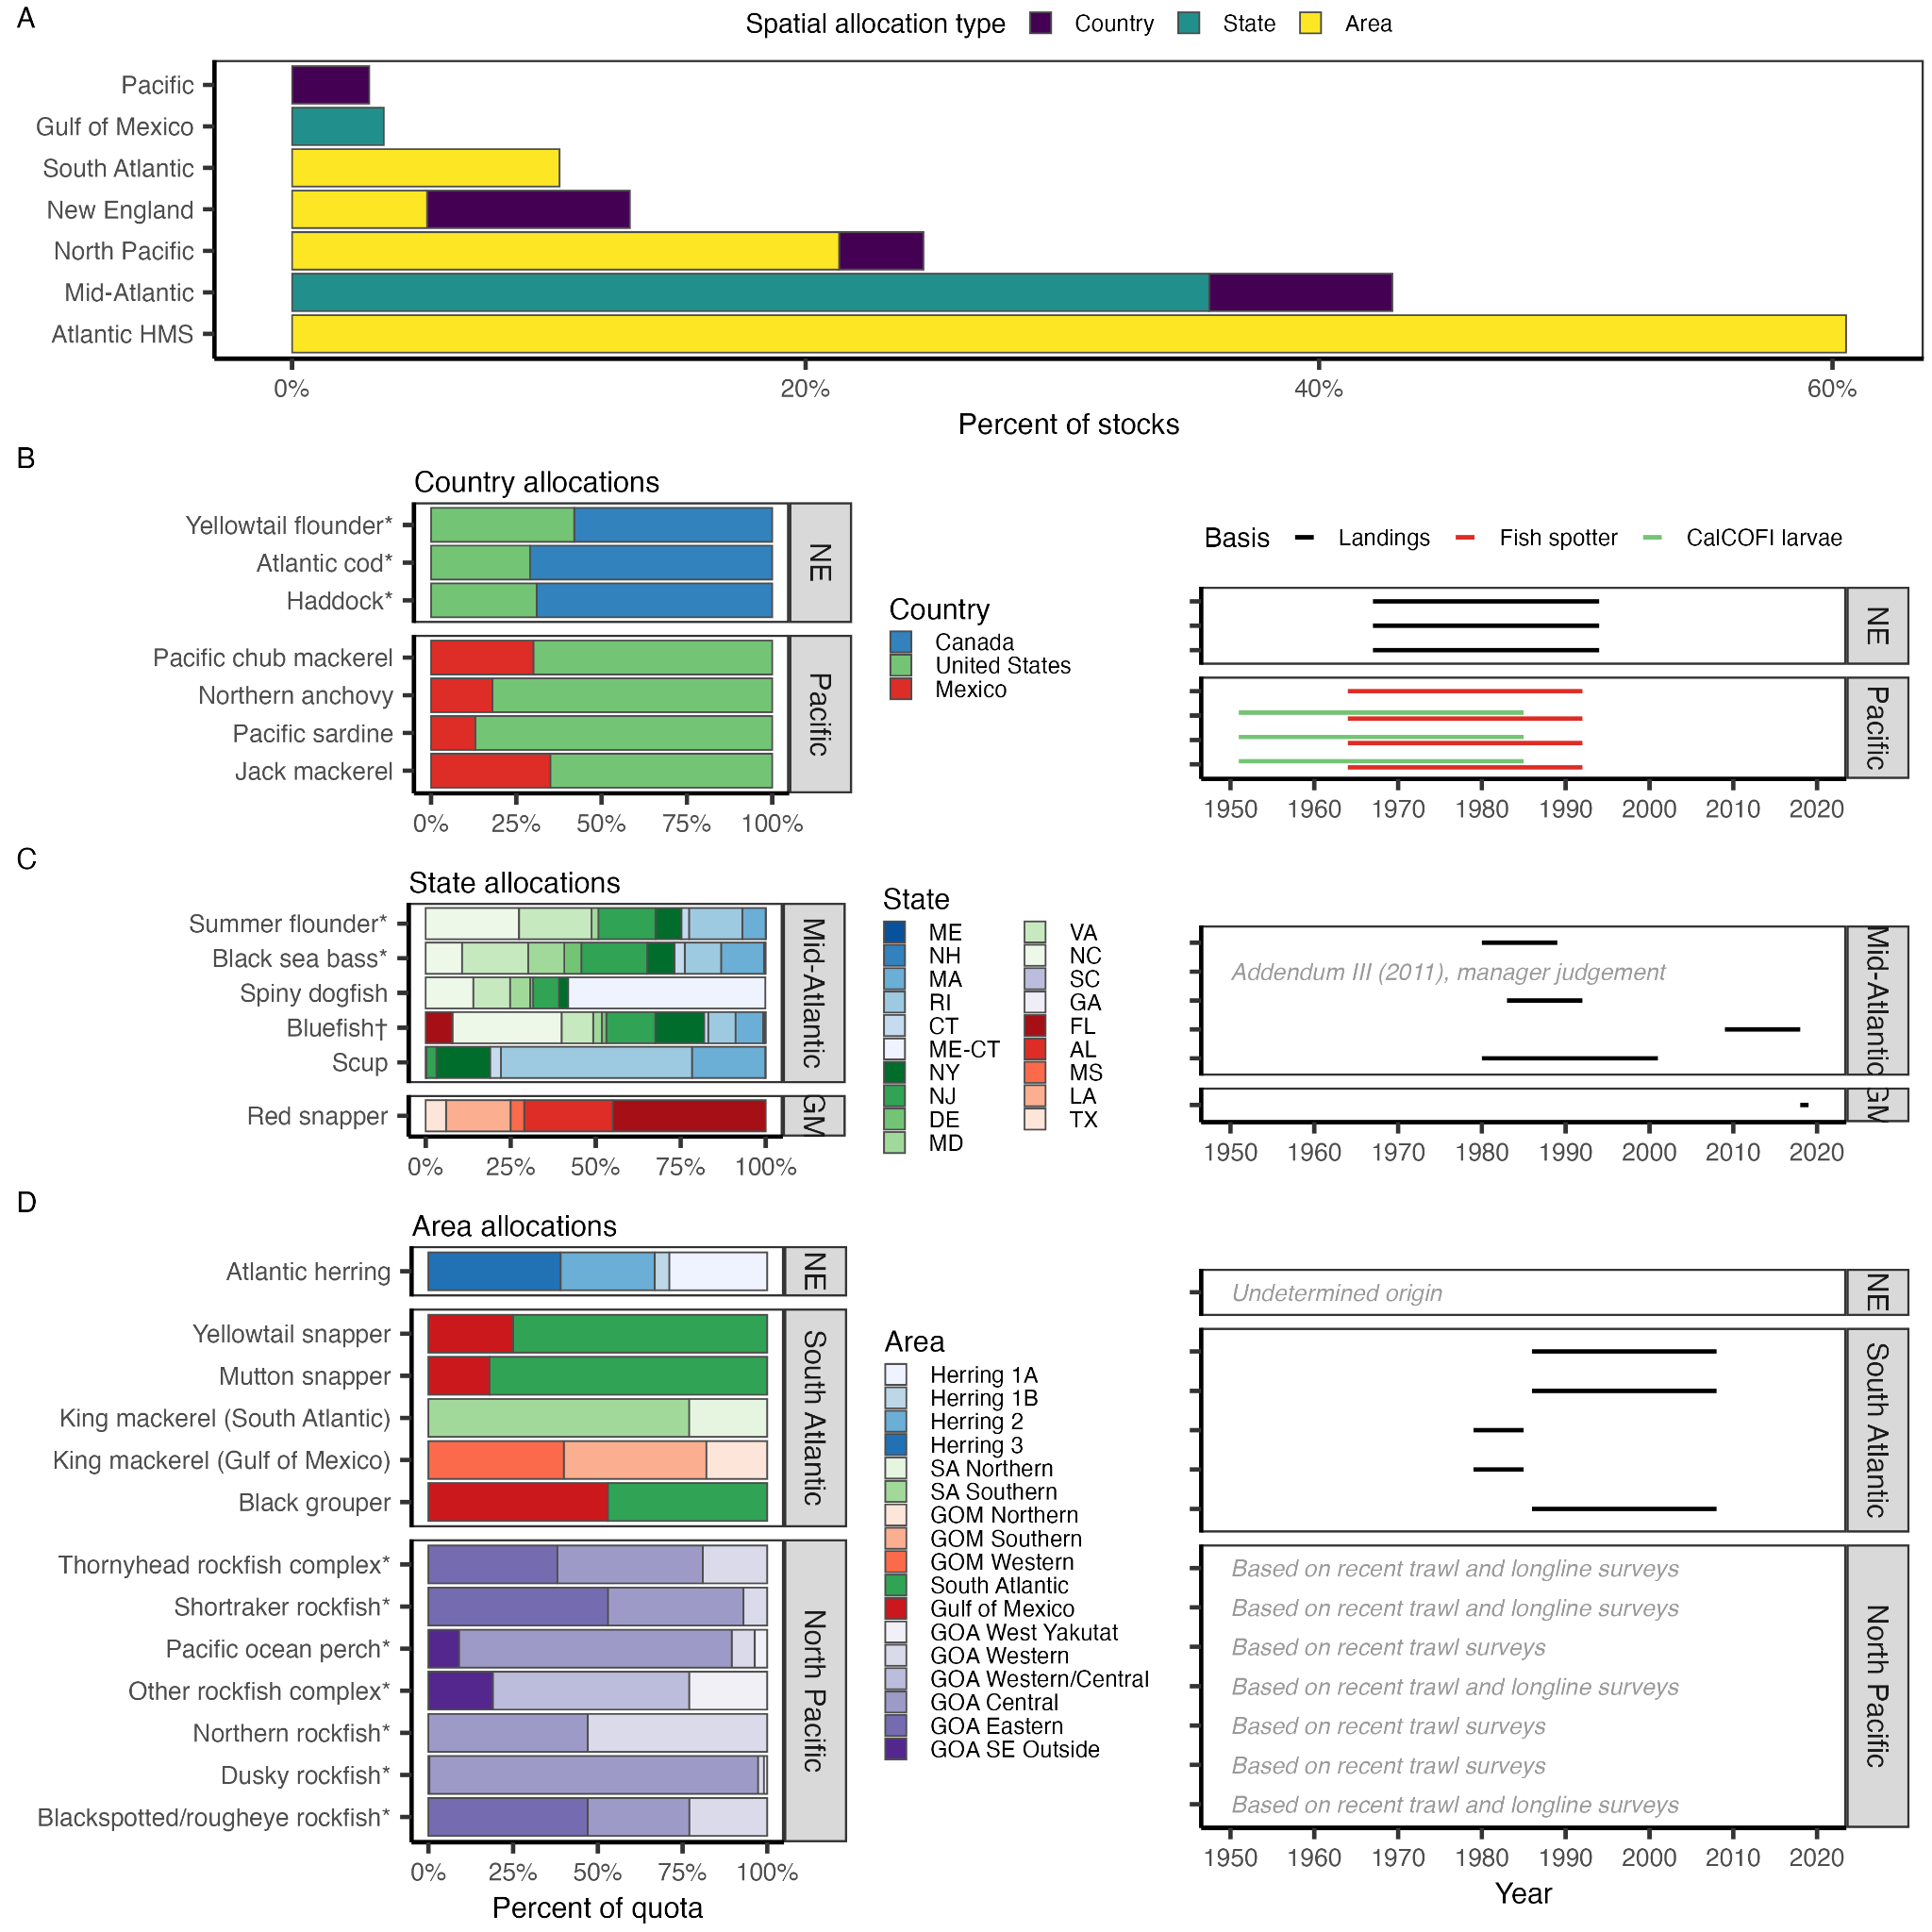 A
Spatial allocation type Country State Area
Pacific
Gulf of Mexico
South Atlantic
New England
North Pacific
Mid-Atlantic
Atlantic HMS
0% 20% 40% 60%
Percent of stocks
B
Country allocations
Yellowtail flounder*
Atlantic cod*
Haddock*
NE
Pacific chub mackerel
Northern anchovy
Pacific sardine
Jack mackerel
Pacific
0% 25% 50% 75% 100%
Country
Canada
United States
Mexico
Basis Landings Fish spotter CalCOFI larvae
NE
Pacific
1950 1960 1970 1980 1990 2000 2010 2020
C
State allocations
Summer flounder*
Black sea bass*
Spiny dogfish
Bluefish†
Scup
Mid-Atlantic
Red snapper
GM
0% 25% 50% 75% 100%
State
ME
NH
MA
RI
CT
ME-CT
NY
NJ
DE
MD
VA
NC
SC
GA
FL
AL
MS
LA
TX
Addendum III (2011), manager judgement
Mid-Atlantic
GM
1950 1960 1970 1980 1990 2000 2010 2020
D
Area allocations
Atlantic herring
NE
Yellowtail snapper
Mutton snapper
King mackerel (South Atlantic)
King mackerel (Gulf of Mexico)
Black grouper
South Atlantic
Thornyhead rockfish complex*
Shortraker rockfish*
Pacific ocean perch*
Other rockfish complex*
Northern rockfish*
Dusky rockfish*
Blackspotted/rougheye rockfish*
North Pacific
0% 25% 50% 75% 100%
Percent of quota
Area
Herring 1A
Herring 1B
Herring 2
Herring 3
SA Northern
SA Southern
GOM Northern
GOM Southern
GOM Western
South Atlantic
Gulf of Mexico
GOA West Yakutat
GOA Western
GOA Western/Central
GOA Central
GOA Eastern
GOA SE Outside
Undetermined origin
NE
South Atlantic
Based on recent trawl and longline surveys
Based on recent trawl and longline surveys
Based on recent trawl surveys
Based on recent trawl and longline surveys
Based on recent trawl surveys
Based on recent trawl surveys
Based on recent trawl and longline surveys
North Pacific
1950 1960 1970 1980 1990 2000 2010 2020
Year